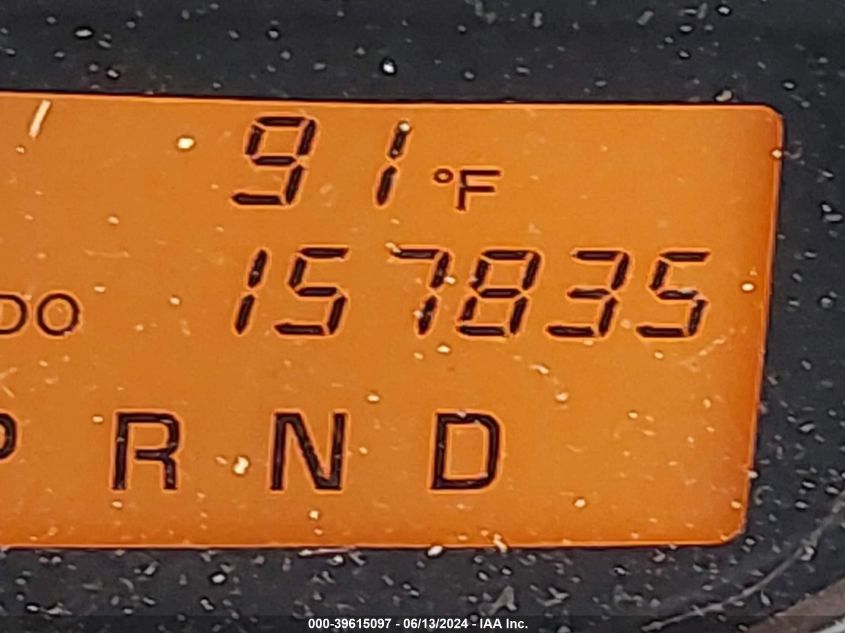 91 °F
DO 157835
P R N D
000-39615097 - 06/13/2024 - IAA Inc.